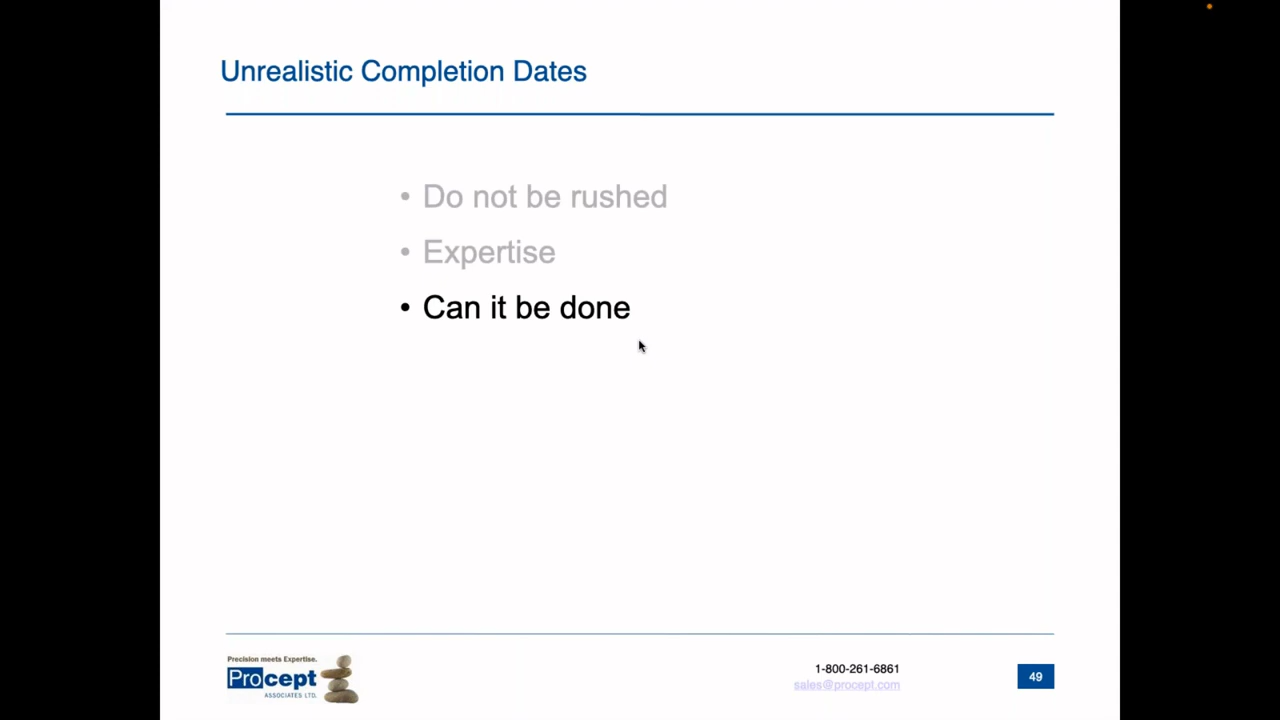 Unrealistic Completion Dates
• Do not be rushed
• Expertise
• Can it be done
Precision meets Expertise.
Procept
ASSOCIATES LTD.
1-800-261-6861
sales@procept.com
49